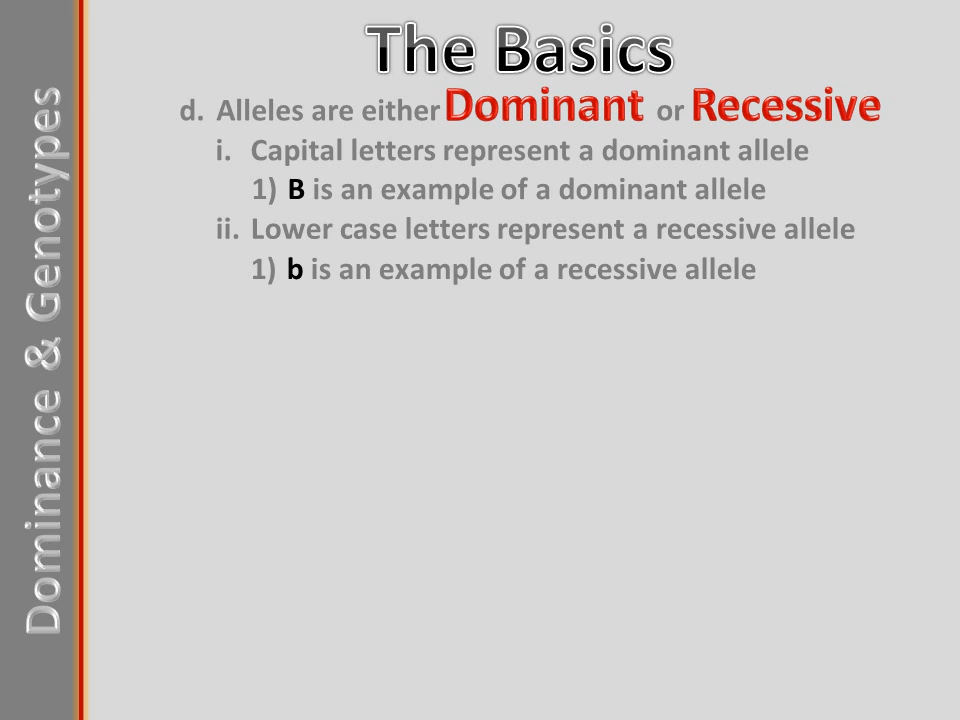 The Basics
d. Alleles are either Dominant or Recessive
i. Capital letters represent a dominant allele
1) B is an example of a dominant allele
ii. Lower case letters represent a recessive allele
1) b is an example of a recessive allele
Dominance & Genotypes